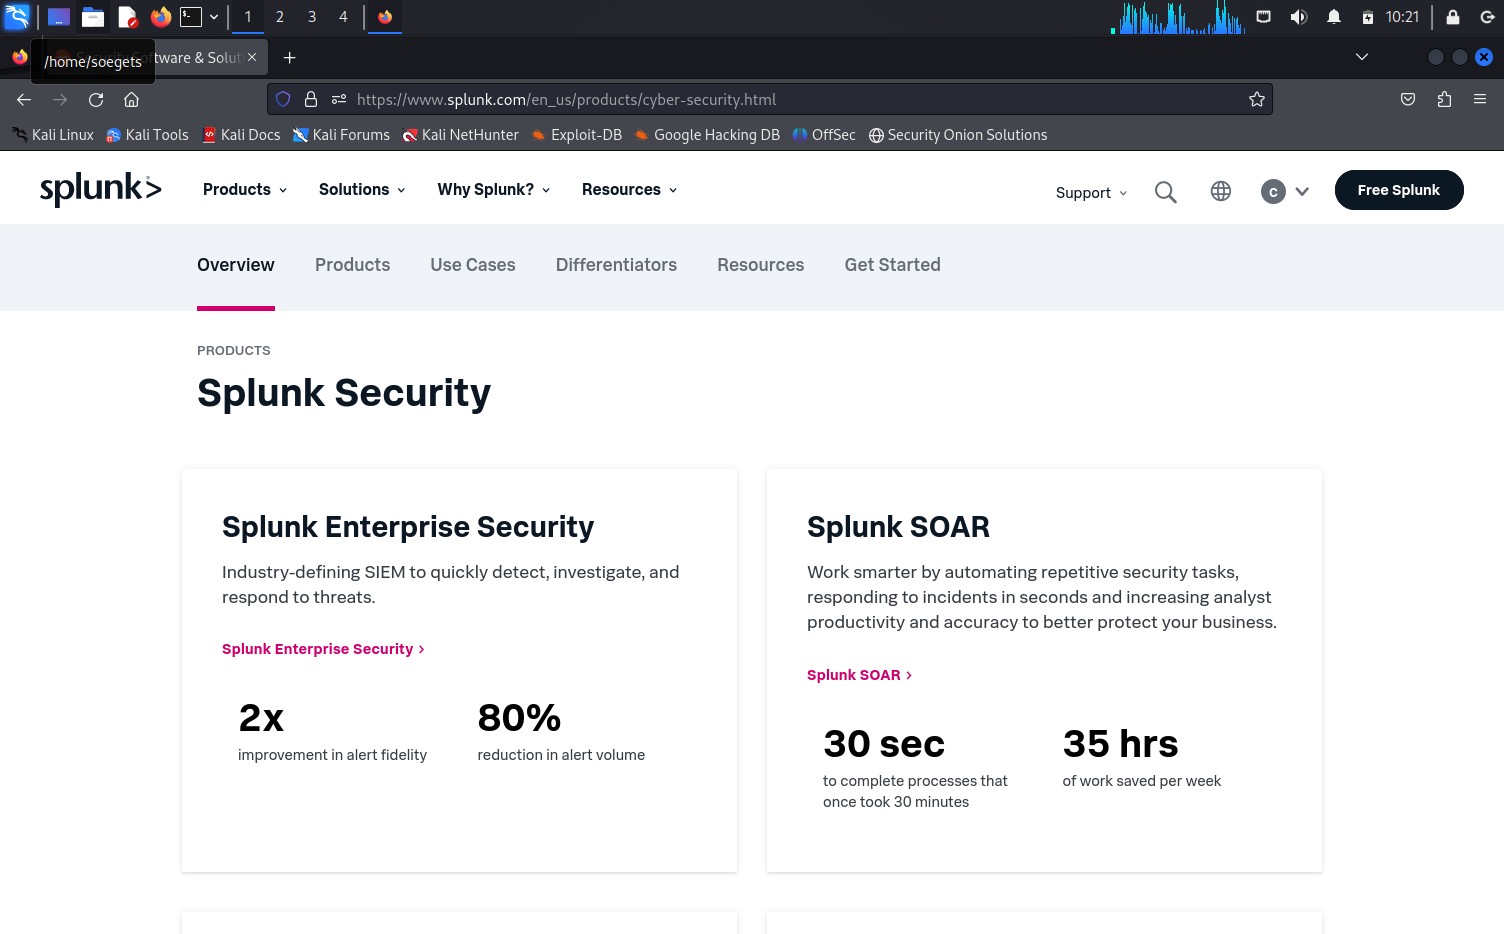 1 2 3 4 10:21
/home/soegets
Security Software & Soluti
https://www.splunk.com/en_us/products/cyber-security.html
Kali Linux Kali Tools Kali Docs Kali Forums Kali NetHunter Exploit-DB Google Hacking DB OffSec Security Onion Solutions
splunk> Products Solutions Why Splunk? Resources Support C Free Splunk
Overview Products Use Cases Differentiators Resources Get Started
PRODUCTS
Splunk Security
Splunk Enterprise Security
Industry-defining SIEM to quickly detect, investigate, and
respond to threats.
Splunk Enterprise Security >
2x 80%
improvement in alert fidelity reduction in alert volume
Splunk SOAR
Work smarter by automating repetitive security tasks,
responding to incidents in seconds and increasing analyst
productivity and accuracy to better protect your business.
Splunk SOAR >
30 sec 35 hrs
to complete processes that of work saved per week
once took 30 minutes